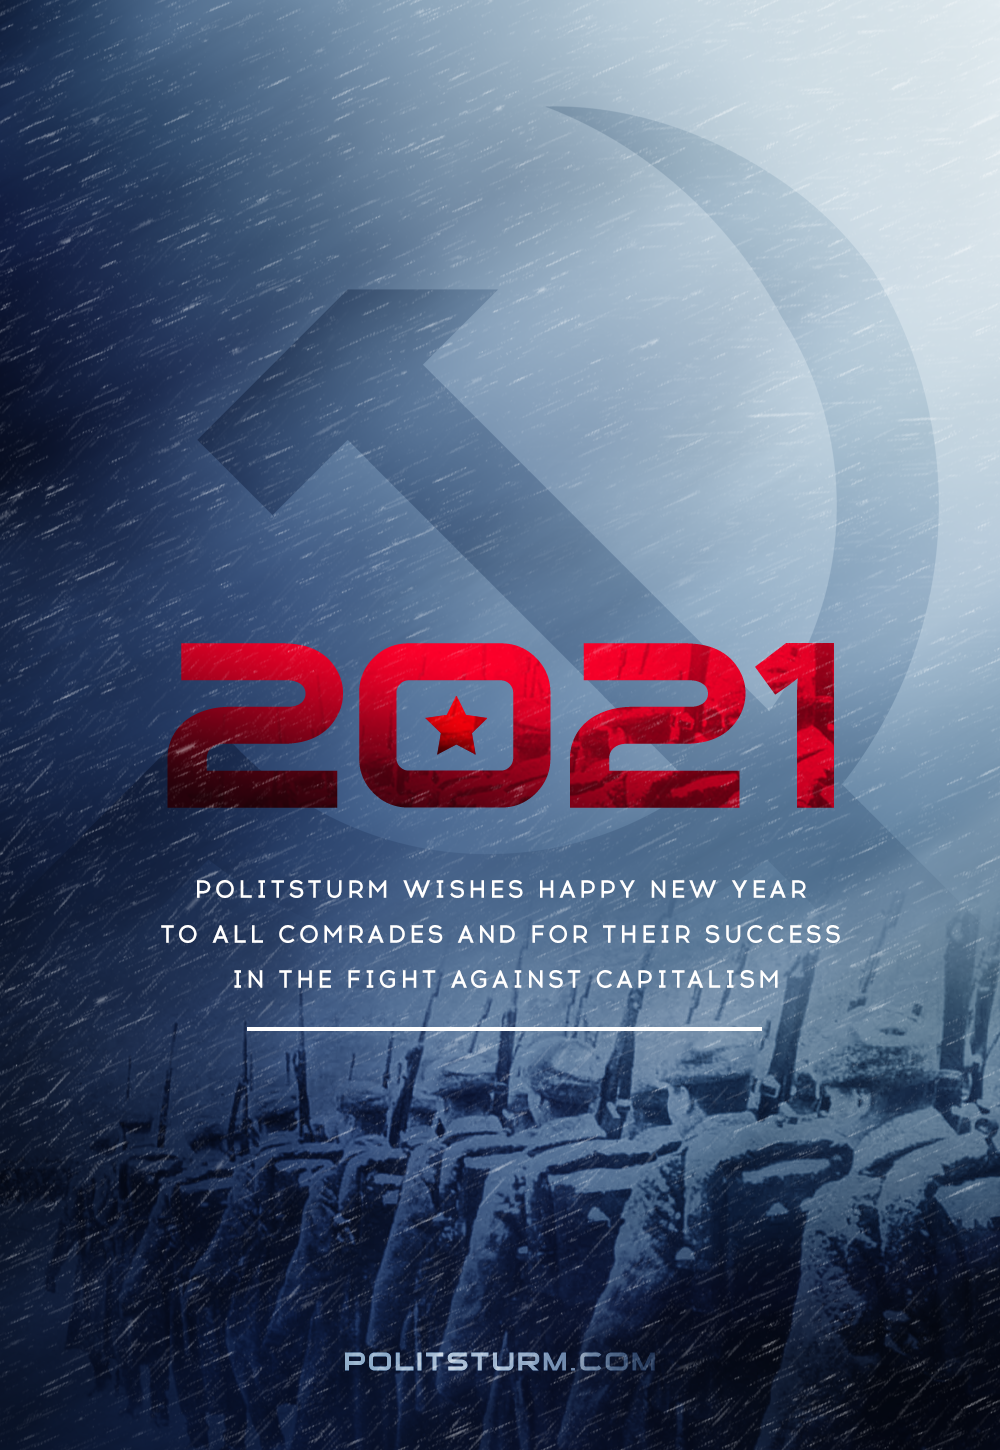 2021
POLITSTURM WISHES HAPPY NEW YEAR
TO ALL COMRADES AND FOR THEIR SUCCESS
IN THE FIGHT AGAINST CAPITALISM
POLITSTURM.COM